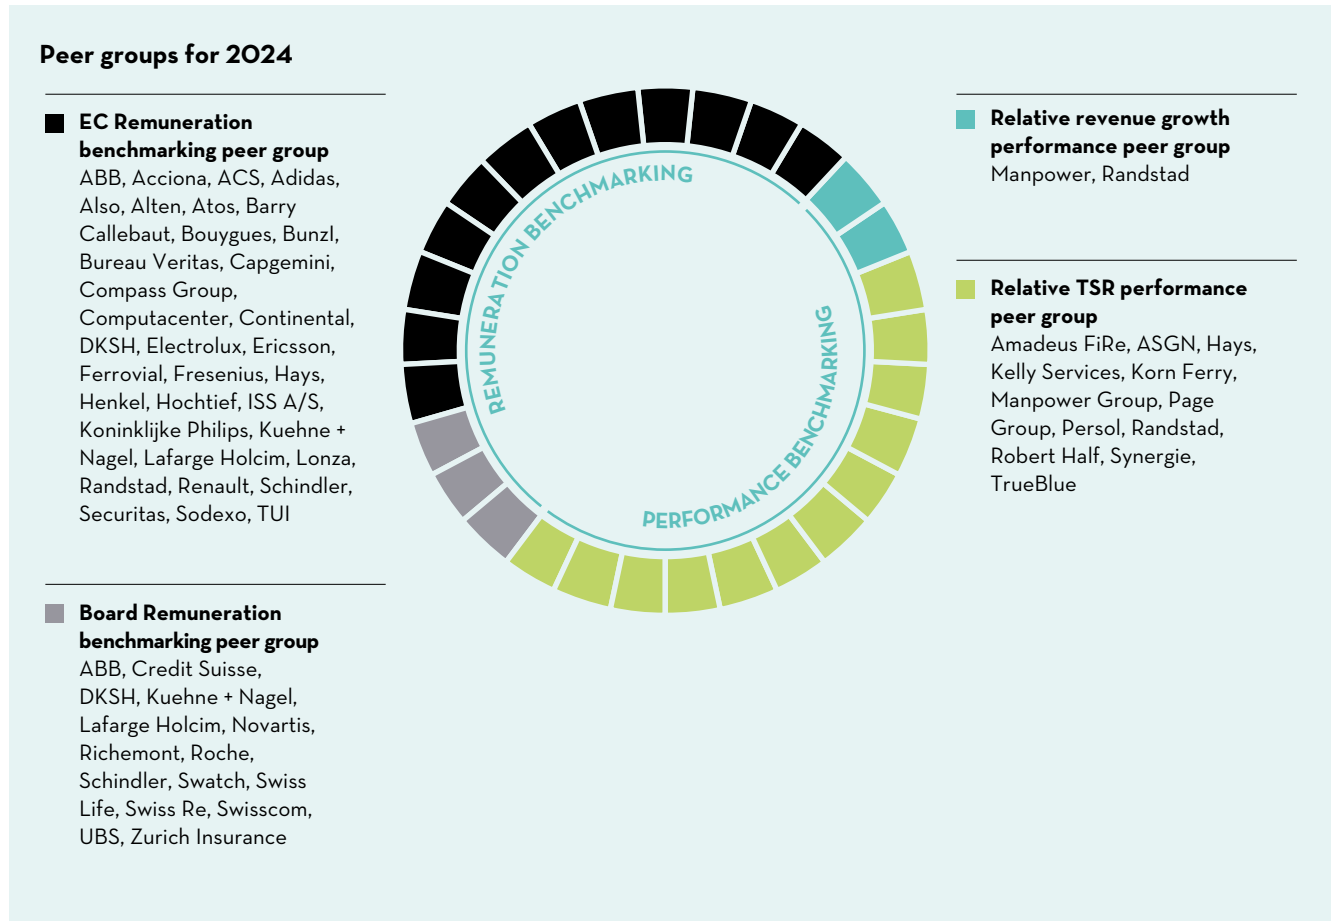 Peer groups for 2024
EC Remuneration
benchmarking peer group
ABB, Acciona, ACS, Adidas,
Also, Alten, Atos, Barry
Callebaut, Bouygues, Bunzl,
Bureau Veritas, Capgemini,
Compass Group,
Computacenter, Continental,
DKSH, Electrolux, Ericsson,
Ferrovial, Fresenius, Hays,
Henkel, Hochtief, ISS A/S,
Koninklijke Philips, Kuehne +
Nagel, Lafarge Holcim, Lonza,
Randstad, Renault, Schindler,
Securitas, Sodexo, TUI
Board Remuneration
benchmarking peer group
ABB, Credit Suisse,
DKSH, Kuehne + Nagel,
Lafarge Holcim, Novartis,
Richemont, Roche,
Schindler, Swatch, Swiss
Life, Swiss Re, Swisscom,
UBS, Zurich Insurance
REMUNERATION BENCHMARKING
PERFORMANCE BENCHMARKING
Relative revenue growth
performance peer group
Manpower, Randstad
Relative TSR performance
peer group
Amadeus FiRe, ASGN, Hays,
Kelly Services, Korn Ferry,
Manpower Group, Page
Group, Persol, Randstad,
Robert Half, Synergie,
TrueBlue